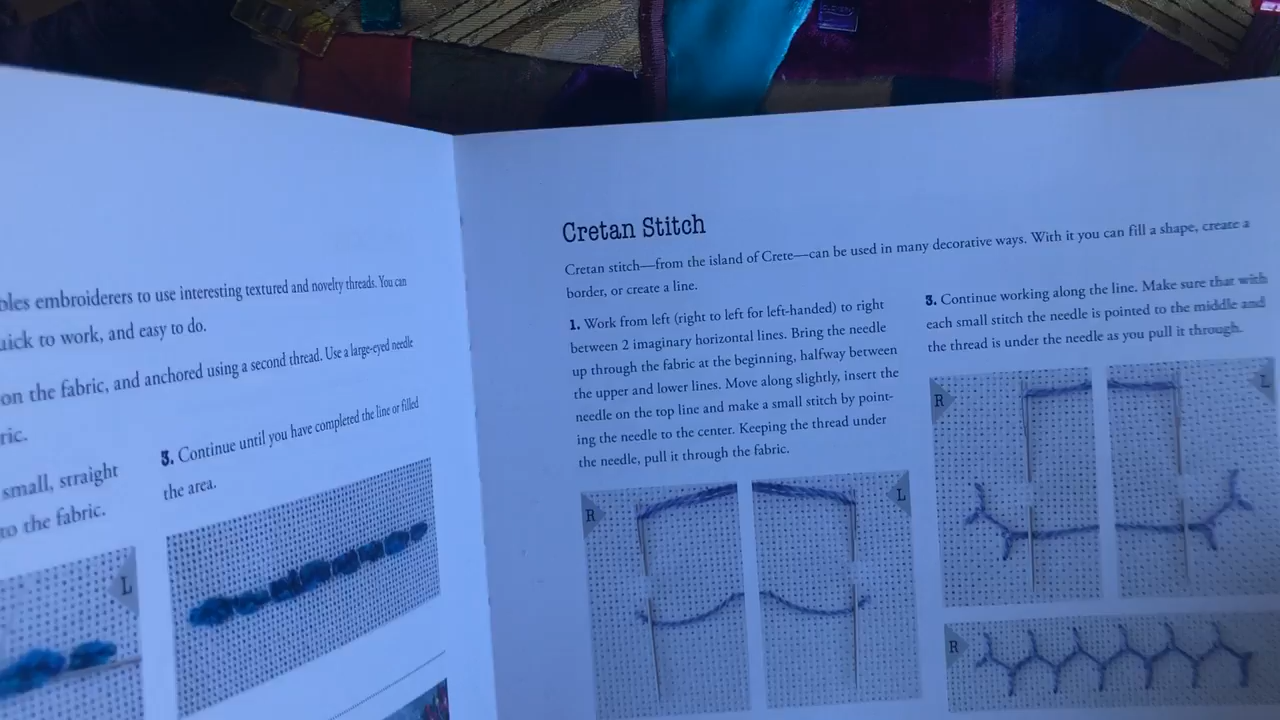 bles embroiderers to use interesting textured and novelty threads. You can
uick to work, and easy to do.
on the fabric, and anchored using a second thread. Use a large-eyed needle
ric.
small, straight
to the fabric.
3. Continue until you have completed the line or filled
the area.
L
Cretan Stitch
Cretan stitch—from the island of Crete—can be used in many decorative ways. With it you can fill a shape, create a
border, or create a line.
1. Work from left (right to left for left-handed) to right
between 2 imaginary horizontal lines. Bring the needle
up through the fabric at the beginning, halfway between
the upper and lower lines. Move along slightly, insert the
needle on the top line and make a small stitch by point-
ing the needle to the center. Keeping the thread under
the needle, pull it through the fabric.
R
L
3. Continue working along the line. Make sure that with
each small stitch the needle is pointed to the middle and
the thread is under the needle as you pull it through.
R
L
R